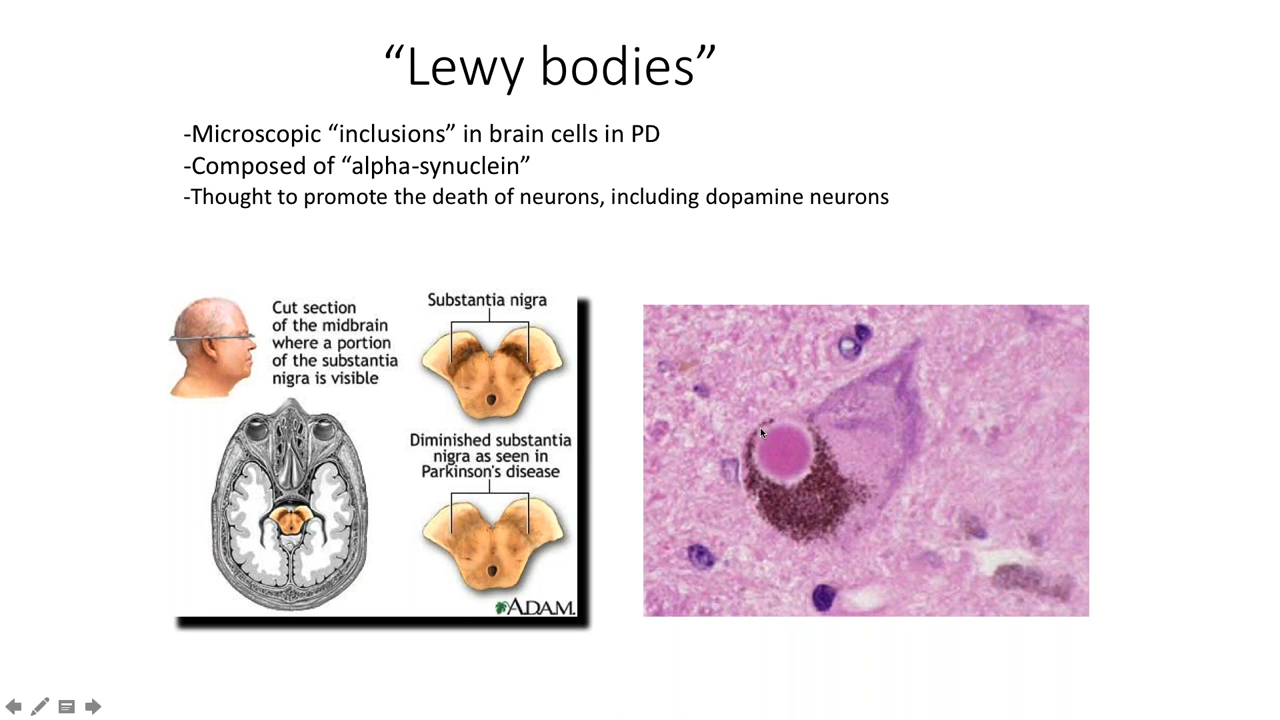 “Lewy bodies”
-Microscopic “inclusions” in brain cells in PD
-Composed of “alpha-synuclein”
-Thought to promote the death of neurons, including dopamine neurons
Cut section
of the midbrain
where a portion
of the substantia
nigra is visible
Substantia nigra
Diminished substantia
nigra as seen in
Parkinson's disease
A.D.A.M.